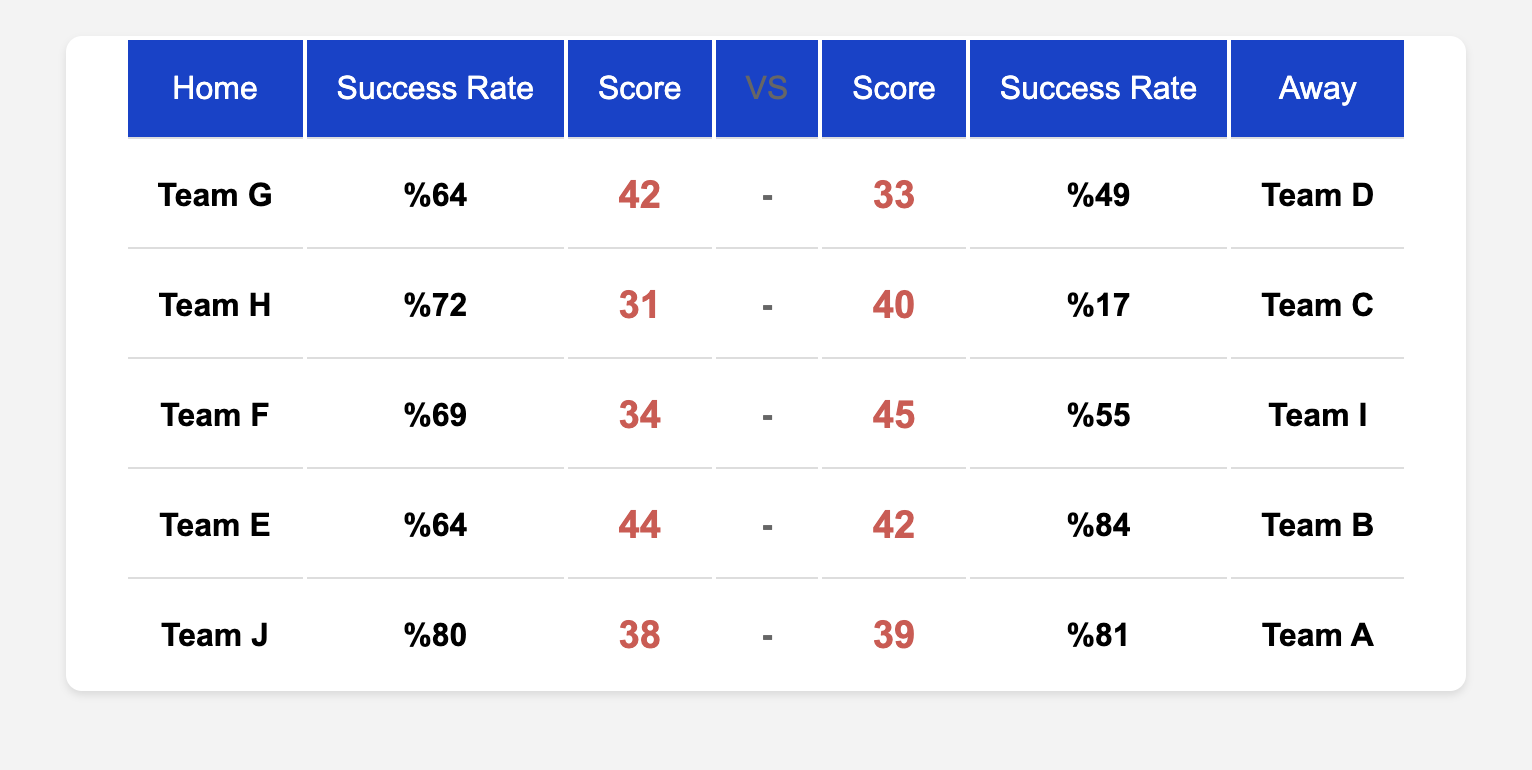 Home Success Rate Score VS Score Success Rate Away
Team G %64 42 - 33 %49 Team D
Team H %72 31 - 40 %17 Team C
Team F %69 34 - 45 %55 Team I
Team E %64 44 - 42 %84 Team B
Team J %80 38 - 39 %81 Team A